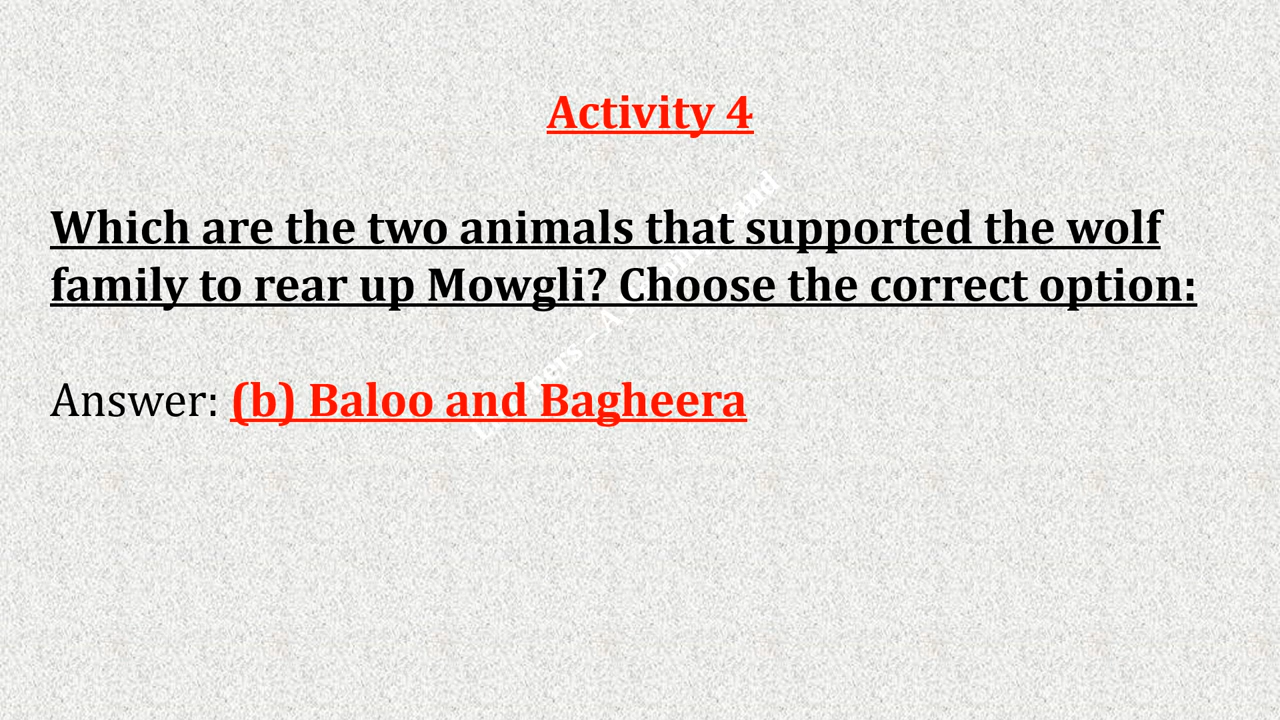 Activity 4
Which are the two animals that supported the wolf
family to rear up Mowgli? Choose the correct option:
Answer: (b) Baloo and Bagheera